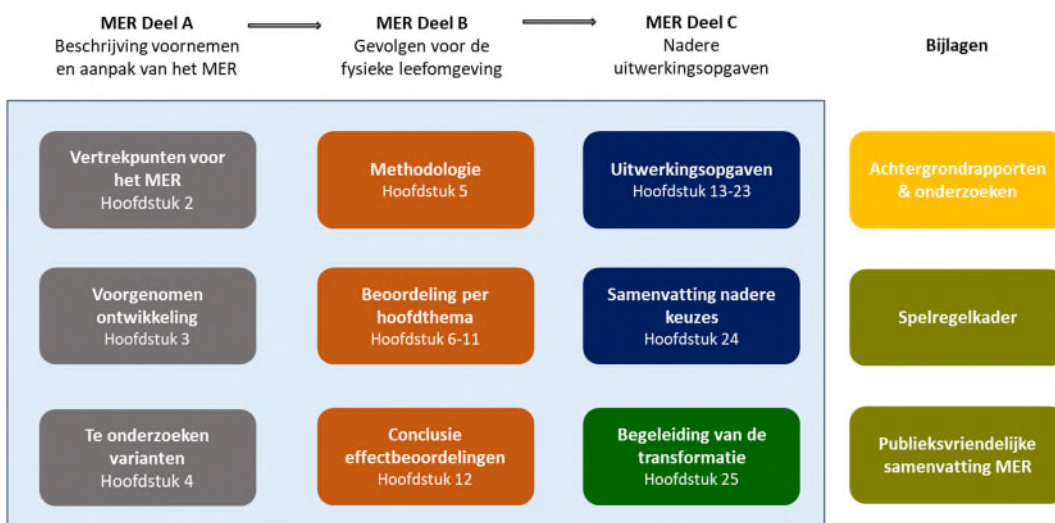 MER Deel A
Beschrijving voornemen
en aanpak van het MER
MER Deel B
Gevolgen voor de
fysieke leefomgeving
MER Deel C
Nadere
uitwerkingsopgaven
Bijlagen
Vertrekpunten voor
het MER
Hoofdstuk 2
Methodologie
Hoofdstuk 5
Uitwerkingsopgaven
Hoofdstuk 13-23
Achtergrondrapporten
& onderzoeken
Voorgenomen
ontwikkeling
Hoofdstuk 3
Beoordeling per
hoofdthema
Hoofdstuk 6-11
Samenvatting nadere
keuzes
Hoofdstuk 24
Spelregelkader
Te onderzoeken
varianten
Hoofdstuk 4
Conclusie
effectbeoordelingen
Hoofdstuk 12
Begeleiding van de
transformatie
Hoofdstuk 25
Publieksvriendelijke
samenvatting MER